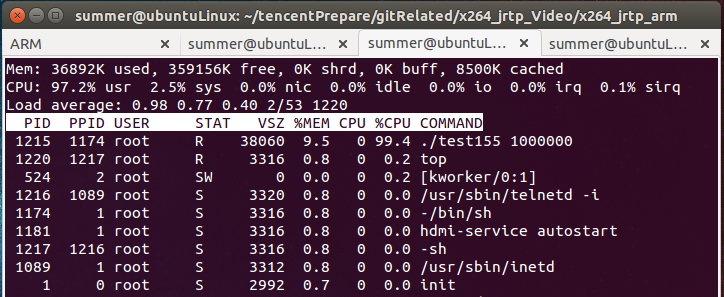 summer@ubuntuLinux: ~/tencentPrepare/gitRelated/x264_jrtp_Video/x264_jrtp_arm
ARM summer@ubuntuL... summer@ubuntuL... summer@ubuntuL...
Mem: 36892K used, 359156K free, 0K shrd, 0K buff, 8500K cached
CPU: 97.2% usr 2.5% sys 0.0% nic 0.0% idle 0.0% io 0.0% irq 0.1% sirq
Load average: 0.98 0.77 0.40 2/53 1220
PID PPID USER STAT VSZ %MEM CPU %CPU COMMAND
1215 1174 root R 38060 9.5 0 99.4 ./test155 1000000
1220 1217 root R 3316 0.8 0 0.2 top
524 2 root SW 0 0.0 0 0.2 [kworker/0:1]
1216 1089 root S 3320 0.8 0 0.0 /usr/sbin/telnetd -i
1174 1 root S 3316 0.8 0 0.0 -/bin/sh
1181 1 root S 3316 0.8 0 0.0 hdmi-service autostart
1217 1216 root S 3316 0.8 0 0.0 -sh
1089 1 root S 3312 0.8 0 0.0 /usr/sbin/inetd
1 0 root S 2992 0.7 0 0.0 init